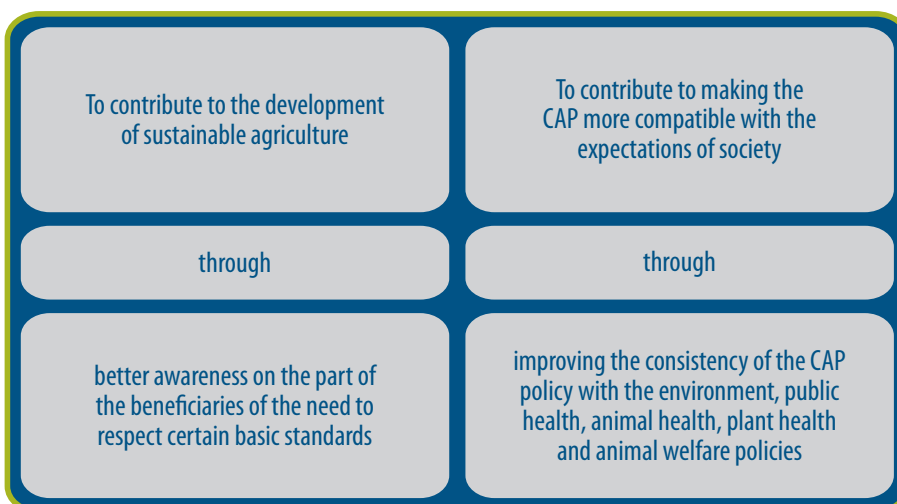 To contribute to the development
of sustainable agriculture
To contribute to making the
CAP more compatible with the
expectations of society
through
through
better awareness on the part of
the beneficiaries of the need to
respect certain basic standards
improving the consistency of the CAP
policy with the environment, public
health, animal health, plant health
and animal welfare policies